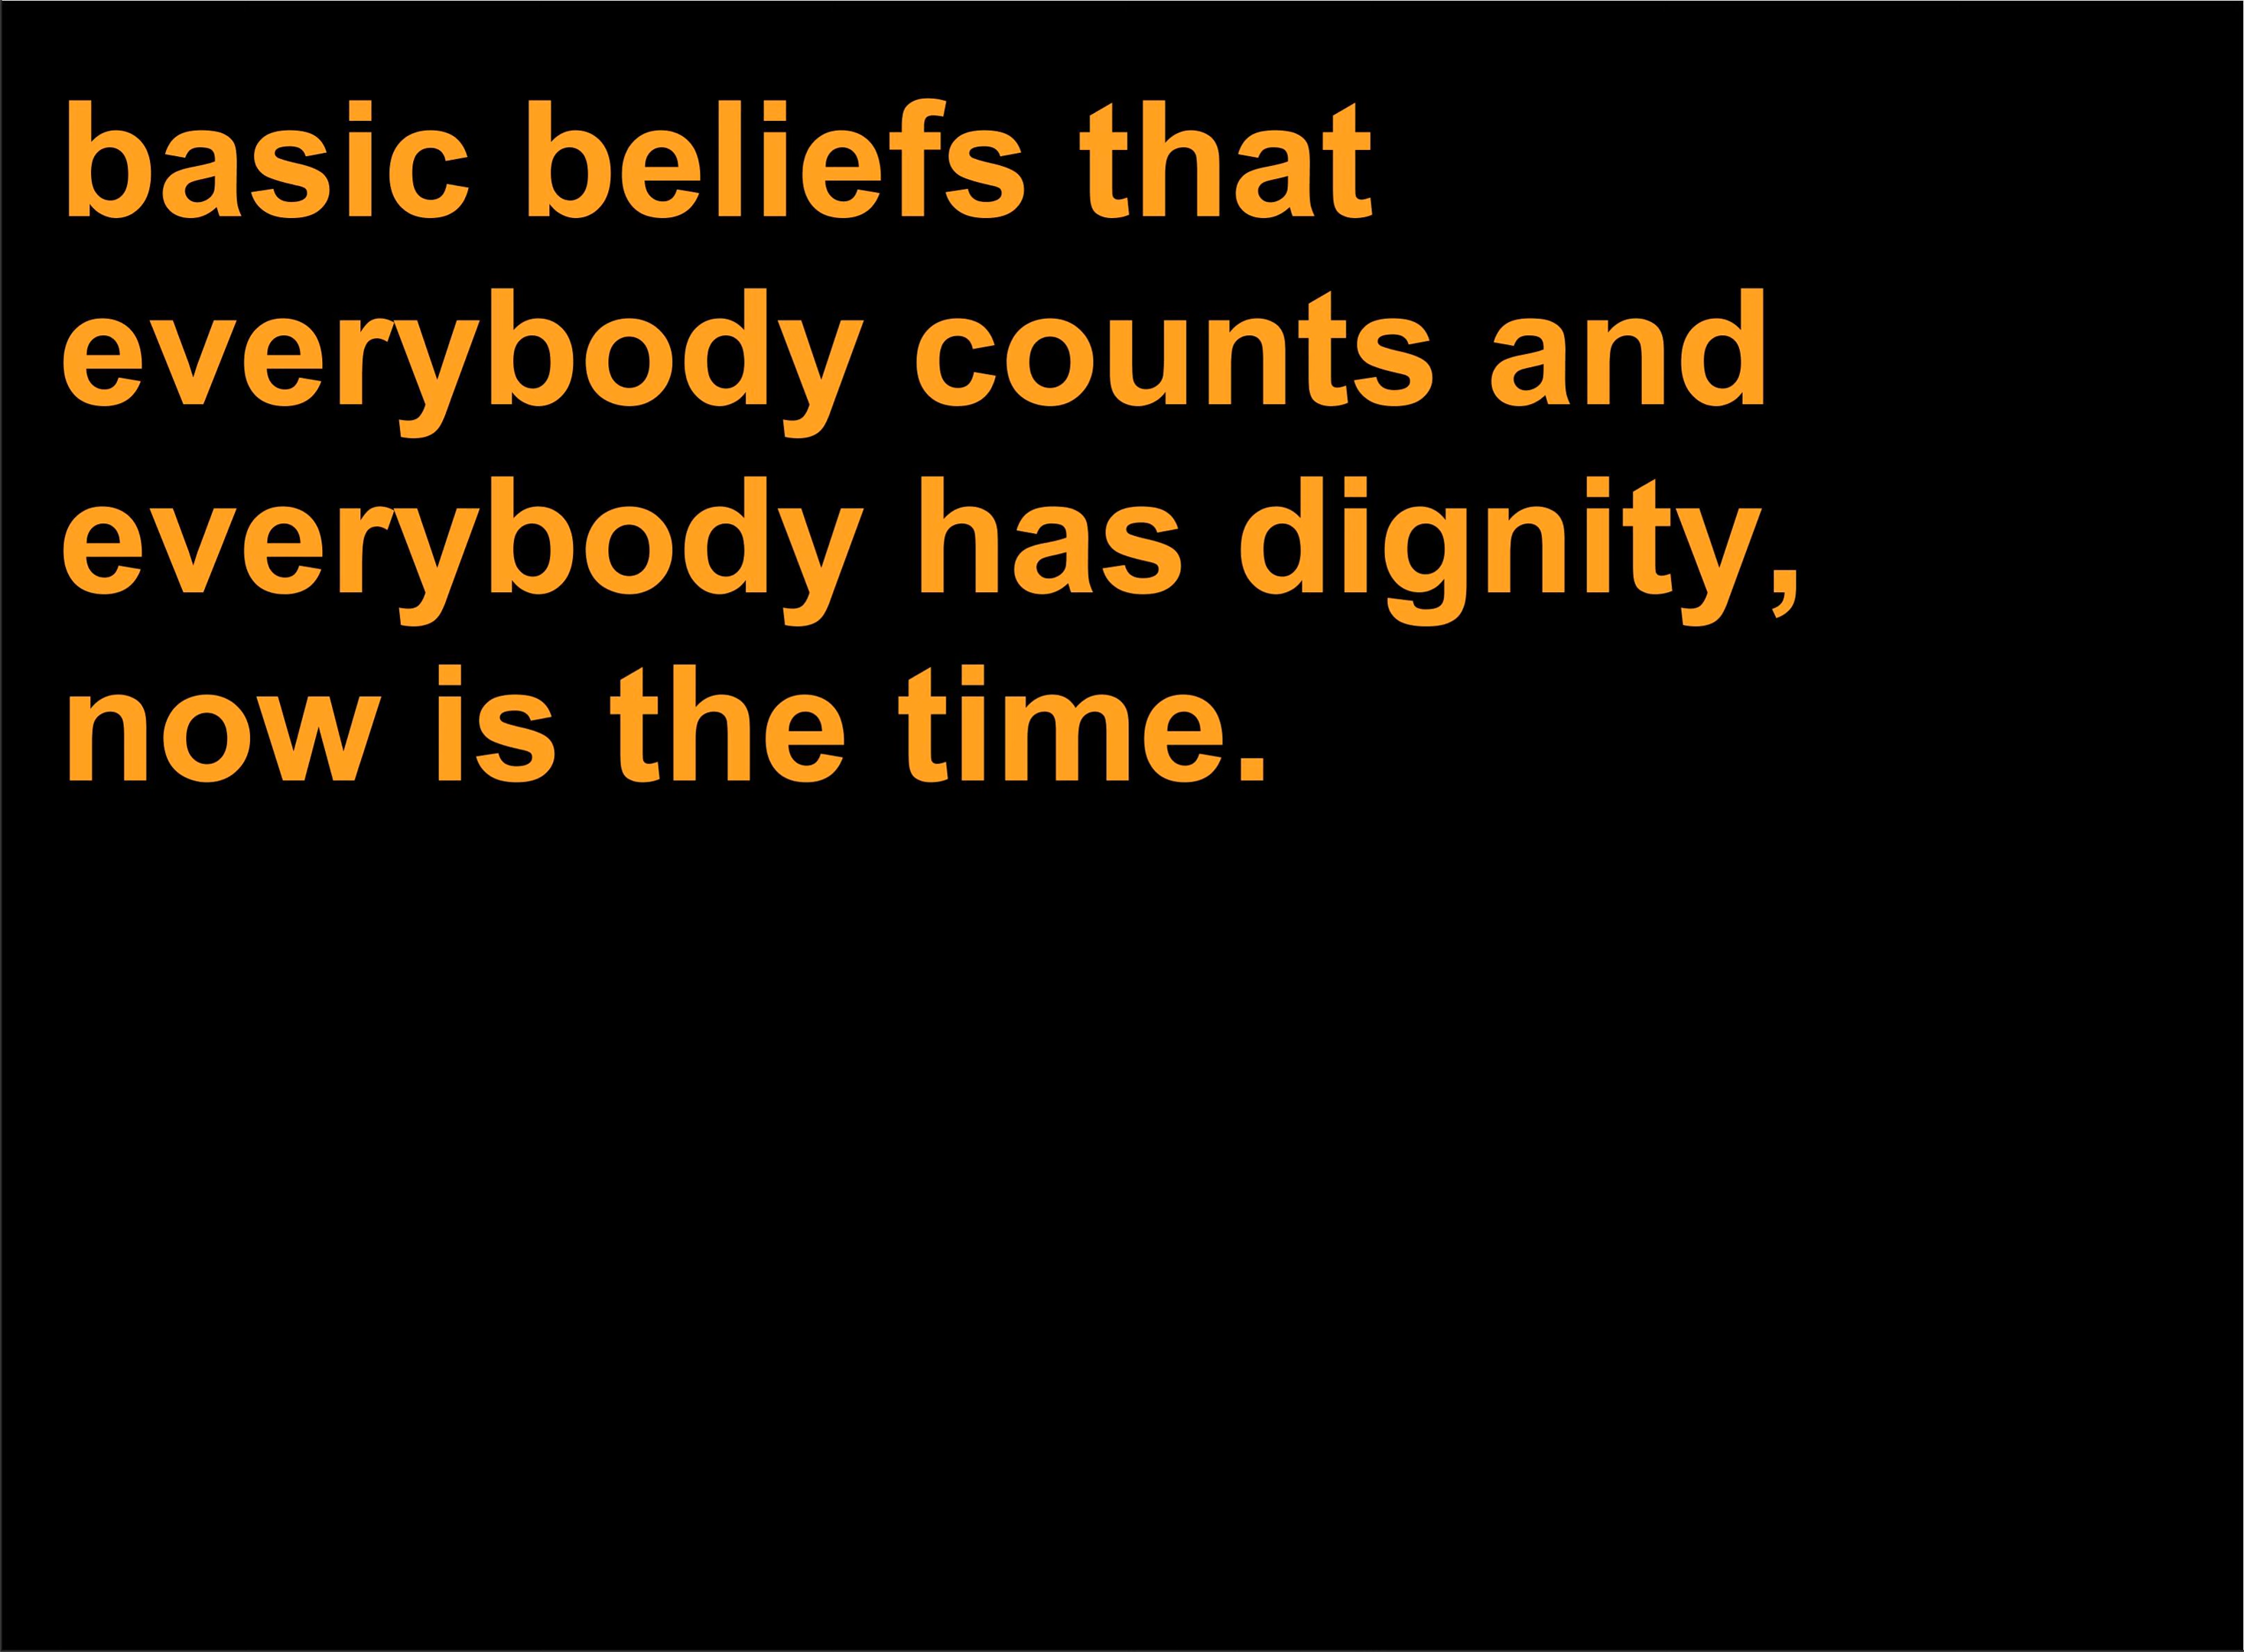 basic beliefs that
everybody counts and
everybody has dignity,
now is the time.